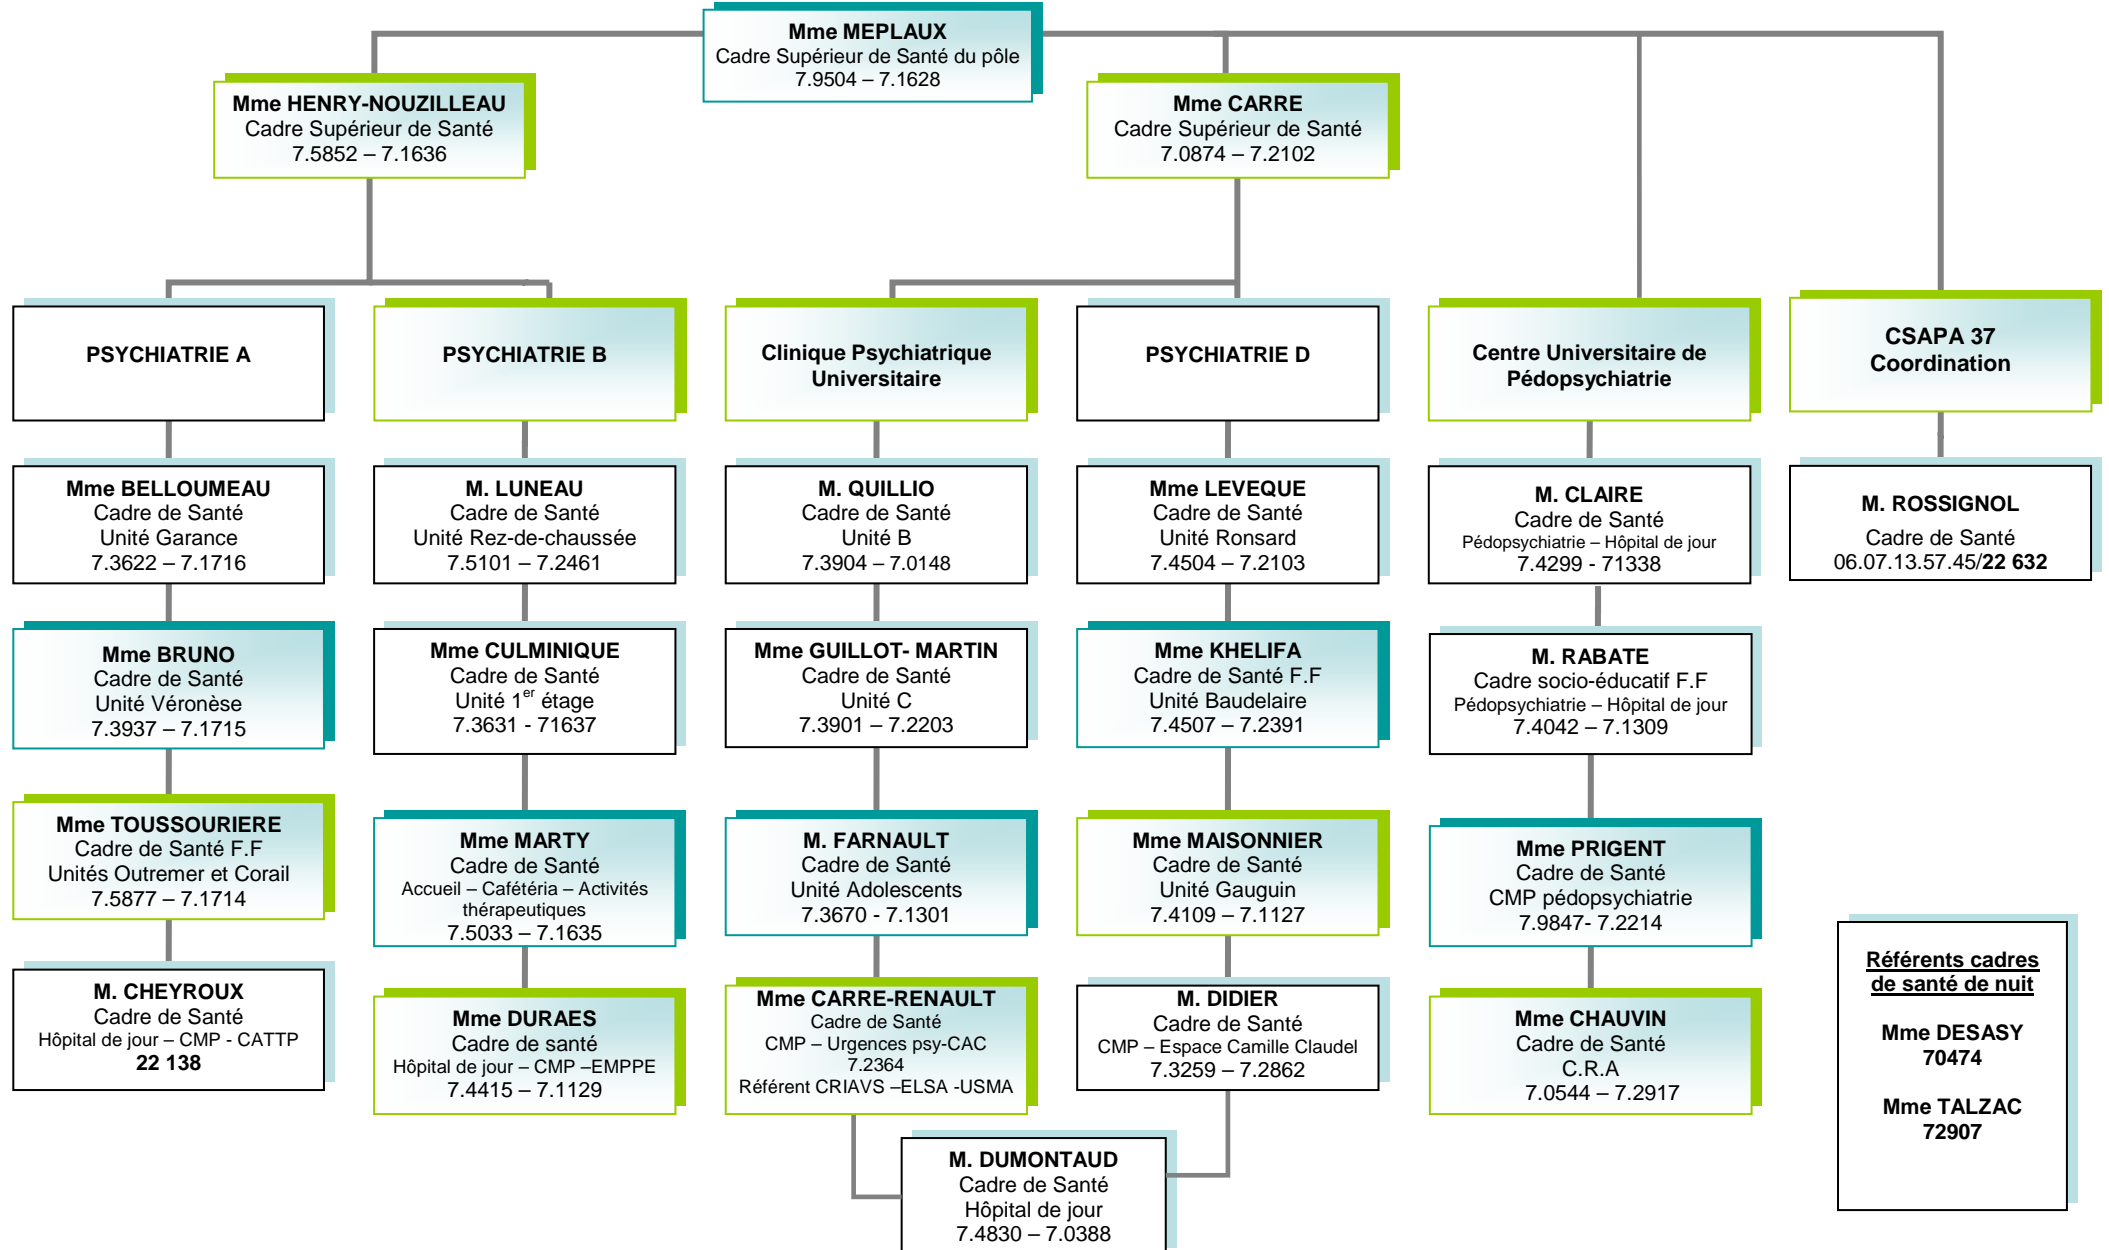 Mme MEPLAUX
Cadre Supérieur de Santé du pôle
7.9504 – 7.1628
Mme HENRY-NOUZILLEAU
Cadre Supérieur de Santé
7.5852 – 7.1636
Mme CARRE
Cadre Supérieur de Santé
7.0874 – 7.2102
PSYCHIATRIE A
PSYCHIATRIE B
Clinique Psychiatrique
Universitaire
PSYCHIATRIE D
Centre Universitaire de
Pédopsychiatrie
CSAPA 37
Coordination
Mme BELLOUMEAU
Cadre de Santé
Unité Garance
7.3622 – 7.1716
M. LUNEAU
Cadre de Santé
Unité Rez-de-chaussée
7.5101 – 7.2461
M. QUILLIO
Cadre de Santé
Unité B
7.3904 – 7.0148
Mme LEVEQUE
Cadre de Santé
Unité Ronsard
7.4504 – 7.2103
M. CLAIRE
Cadre de Santé
Pédopsychiatrie – Hôpital de jour
7.4299 - 71338
M. ROSSIGNOL
Cadre de Santé
06.07.13.57.45/22 632
Mme BRUNO
Cadre de Santé
Unité Véronèse
7.3937 – 7.1715
Mme CULMINIQUE
Cadre de Santé
Unité 1er étage
7.3631 - 71637
Mme GUILLOT- MARTIN
Cadre de Santé
Unité C
7.3901 – 7.2203
Mme KHELIFA
Cadre de Santé F.F
Unité Baudelaire
7.4507 – 7.2391
M. RABATE
Cadre socio-éducatif F.F
Pédopsychiatrie – Hôpital de jour
7.4042 – 7.1309
Mme TOUSSOURIERE
Cadre de Santé F.F
Unités Outremer et Corail
7.5877 – 7.1714
Mme MARTY
Cadre de Santé
Accueil – Cafétéria – Activités
thérapeutiques
7.5033 – 7.1635
M. FARNAULT
Cadre de Santé
Unité Adolescents
7.3670 - 7.1301
Mme MAISONNIER
Cadre de Santé
Unité Gauguin
7.4109 – 7.1127
Mme PRIGENT
Cadre de Santé
CMP pédopsychiatrie
7.9847- 7.2214
M. CHEYROUX
Cadre de Santé
Hôpital de jour – CMP - CATTP
22 138
Mme DURAES
Cadre de santé
Hôpital de jour – CMP –EMPPE
7.4415 – 7.1129
Mme CARRE-RENAULT
Cadre de Santé
CMP – Urgences psy-CAC
7.2364
Référent CRIAVS –ELSA -USMA
M. DIDIER
Cadre de Santé
CMP – Espace Camille Claudel
7.3259 – 7.2862
Mme CHAUVIN
Cadre de Santé
C.R.A
7.0544 – 7.2917
Référents cadres
de santé de nuit
Mme DESASY
70474
Mme TALZAC
72907
M. DUMONTAUD
Cadre de Santé
Hôpital de jour
7.4830 – 7.0388